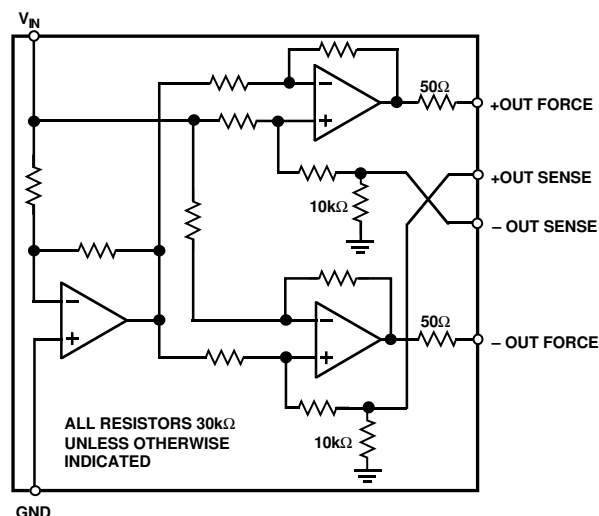 VIN
50Ω
+OUT FORCE
+OUT SENSE
10kΩ
– OUT SENSE
50Ω
– OUT FORCE
ALL RESISTORS 30kΩ
UNLESS OTHERWISE
INDICATED
10kΩ
GND